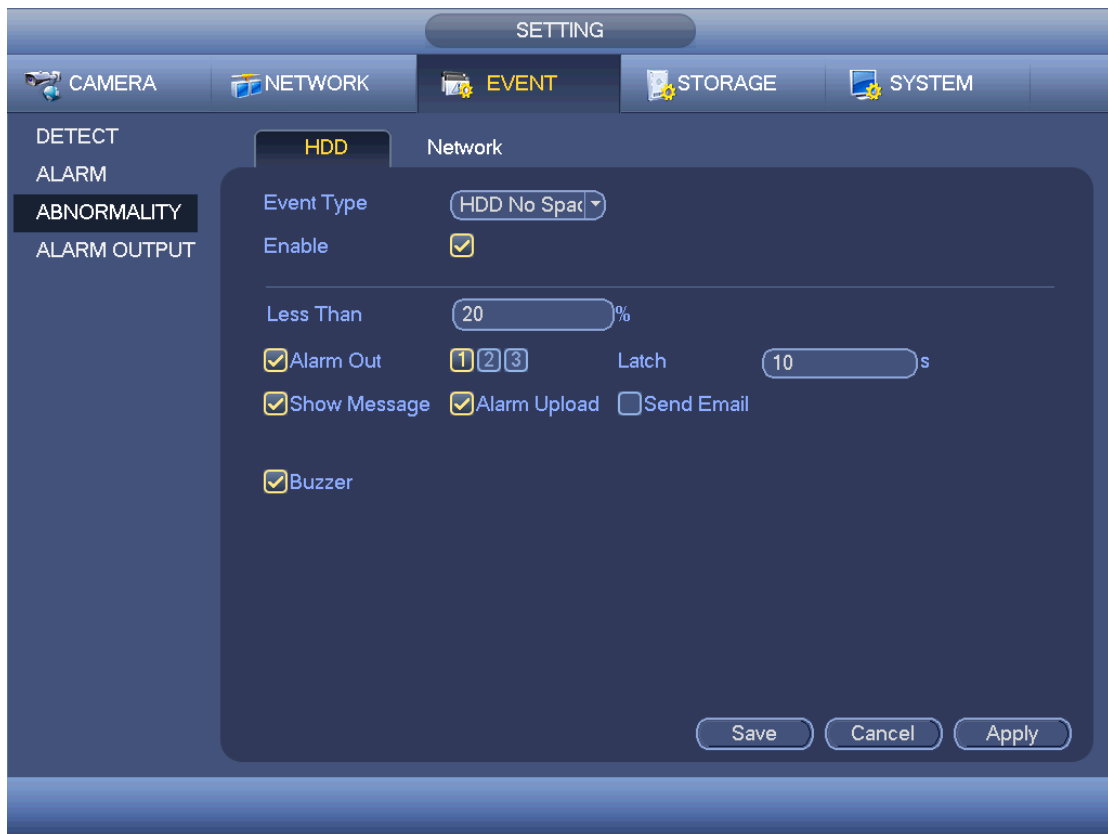 SETTING
CAMERA NETWORK EVENT STORAGE SYSTEM
DETECT
ALARM
ABNORMALITY
ALARM OUTPUT
HDD Network
Event Type HDD No Spac
Enable
Less Than 20 %
Alarm Out 1 2 3 Latch 10 s
Show Message Alarm Upload Send Email
Buzzer
Save Cancel Apply